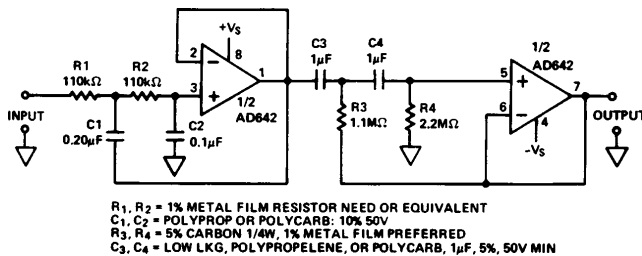 +VS
C3
1µF
C4
1µF
1/2
AD642
R1
110kΩ
R2
110kΩ
2
8
1
3
5
7
6
4
INPUT
1/2
AD642
R3
1.1MΩ
R4
2.2MΩ
OUTPUT
C1
0.20µF
C2
0.1µF
–VS
R1, R2 = 1% METAL FILM RESISTOR NEED OR EQUIVALENT
C1, C2 = POLYPROP OR POLYCARB: 10% 50V
R3, R4 = 5% CARBON 1/4W, 1% METAL FILM PREFERRED
C3, C4 = LOW LKG, POLYPROPELENE, OR POLYCARB, 1µF, 5%, 50V MIN